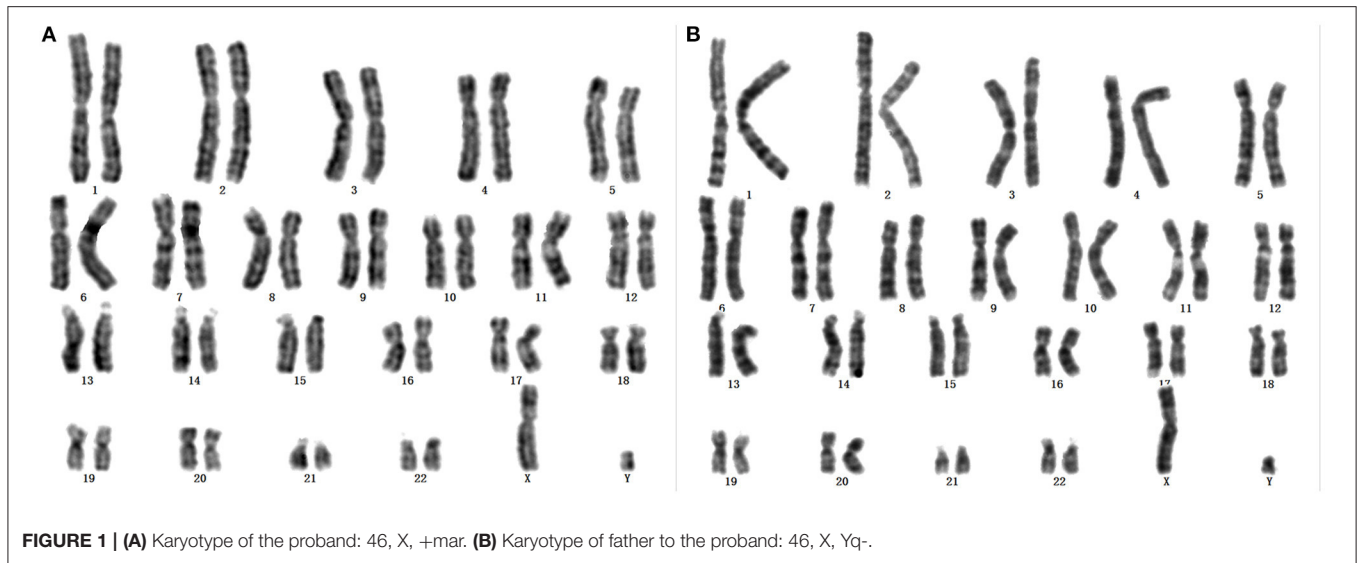 A B
1 2 3 4 5 1 2 3 4 5
6 7 8 9 10 11 12 6 7 8 9 10 11 12
13 14 15 16 17 18 13 14 15 16 17 18
19 20 21 22 X Y 19 20 21 22 X Y
FIGURE 1 | (A) Karyotype of the proband: 46, X, +mar. (B) Karyotype of father to the proband: 46, X, Yq-.